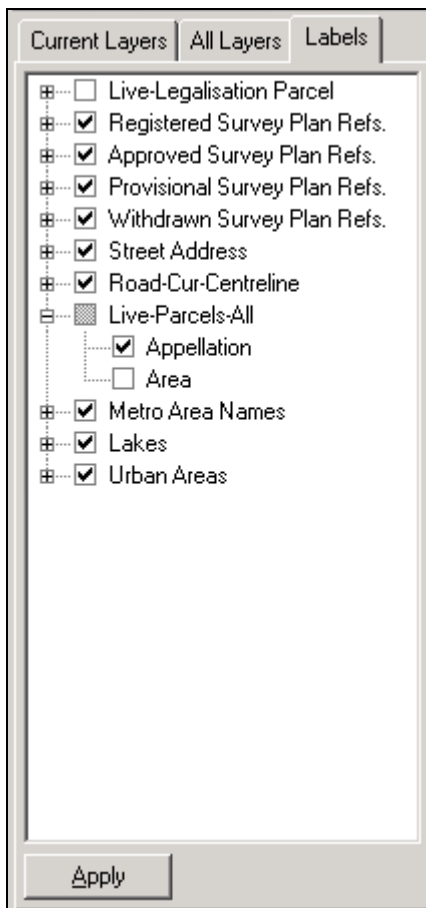 Current Layers All Layers Labels
Live-Legalisation Parcel
Registered Survey Plan Refs.
Approved Survey Plan Refs.
Provisional Survey Plan Refs.
Withdrawn Survey Plan Refs.
Street Address
Road-Cur-Centreline
Live-Parcels-All
Appellation
Area
Metro Area Names
Lakes
Urban Areas
Apply